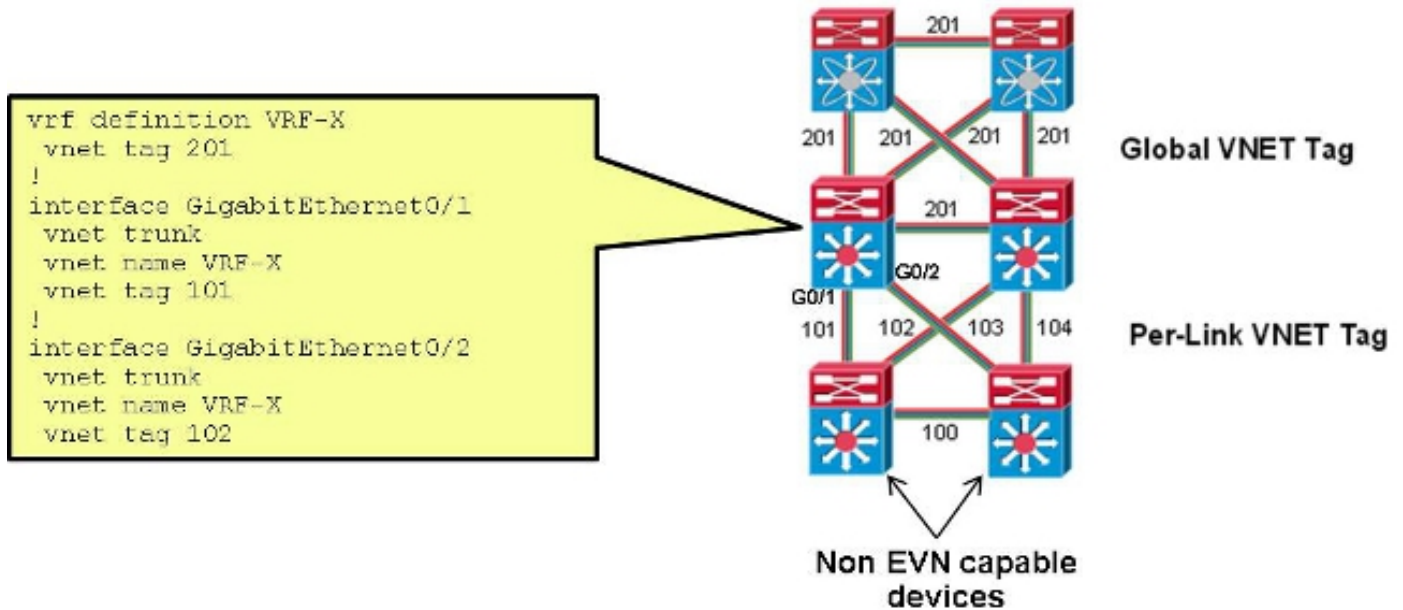 vrf definition VRF-X
vnet tag 201
!
interface GigabitEthernet0/1
vnet trunk
vnet name VRF-X
vnet tag 101
!
interface GigabitEthernet0/2
vnet trunk
vnet name VRF-X
vnet tag 102
201
201
201
201
201
Global VNET Tag
201
G0/2
G0/1
101
102
103
104
Per-Link VNET Tag
100
Non EVN capable
devices